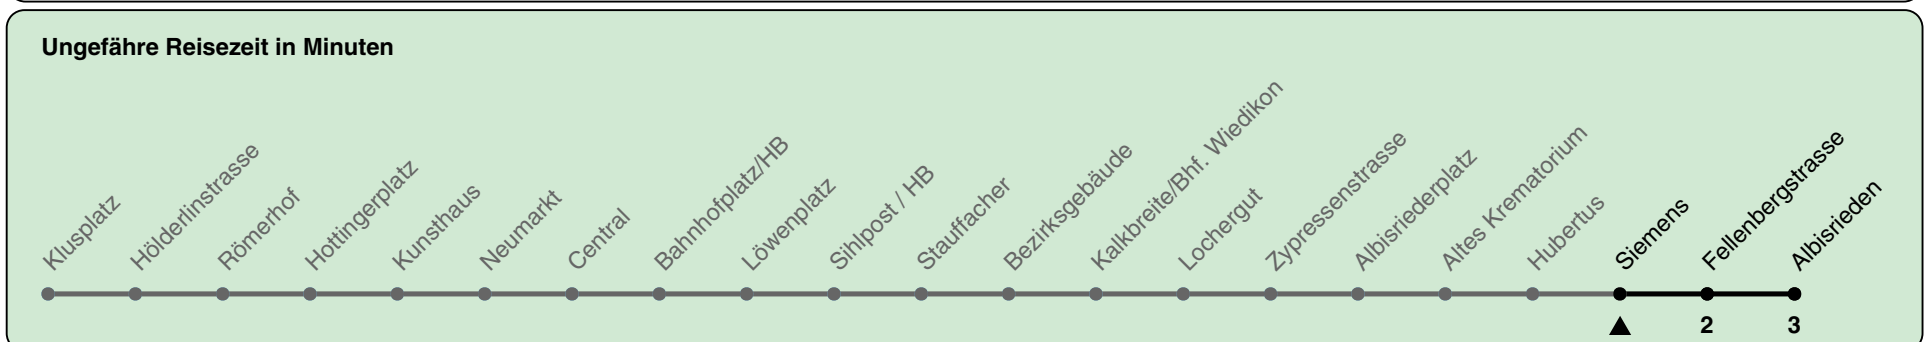 Ungefähre Reisezeit in Minuten
Klusplatz
Hölderlinstrasse
Römerhof
Hottingerplatz
Kunsthaus
Neumarkt
Central
Bahnhofplatz/HB
Löwenplatz
Sihlpost / HB
Stauffacher
Bezirksgebäude
Kalkbreite/Bhf. Wiedikon
Lochergut
Zypressenstrasse
Albisriederplatz
Altes Krematorium
Hubertus
Siemens
Fellenbergstrasse
Albisrieden
2
3